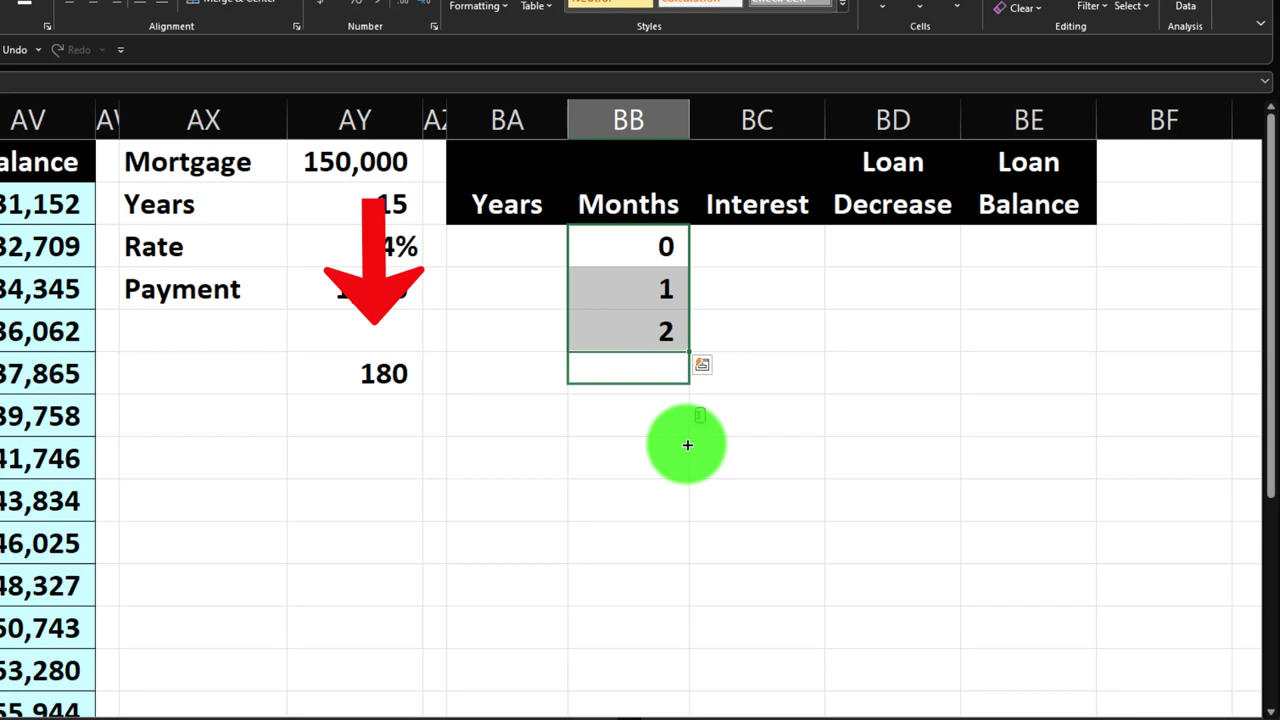 Formatting Table Clear Filter Select Data
Alignment Number Styles Cells Editing Analysis
Undo Redo
AV AX AY BA BB BC BD BE BF
alance Mortgage 150,000 Loan Loan
31,152 Years 15 Years Months Interest Decrease Balance
32,709 Rate 4% 0
34,345 Payment 1
36,062 2
37,865 180
39,758
41,746
43,834
46,025
48,327
50,743
53,280
55,944